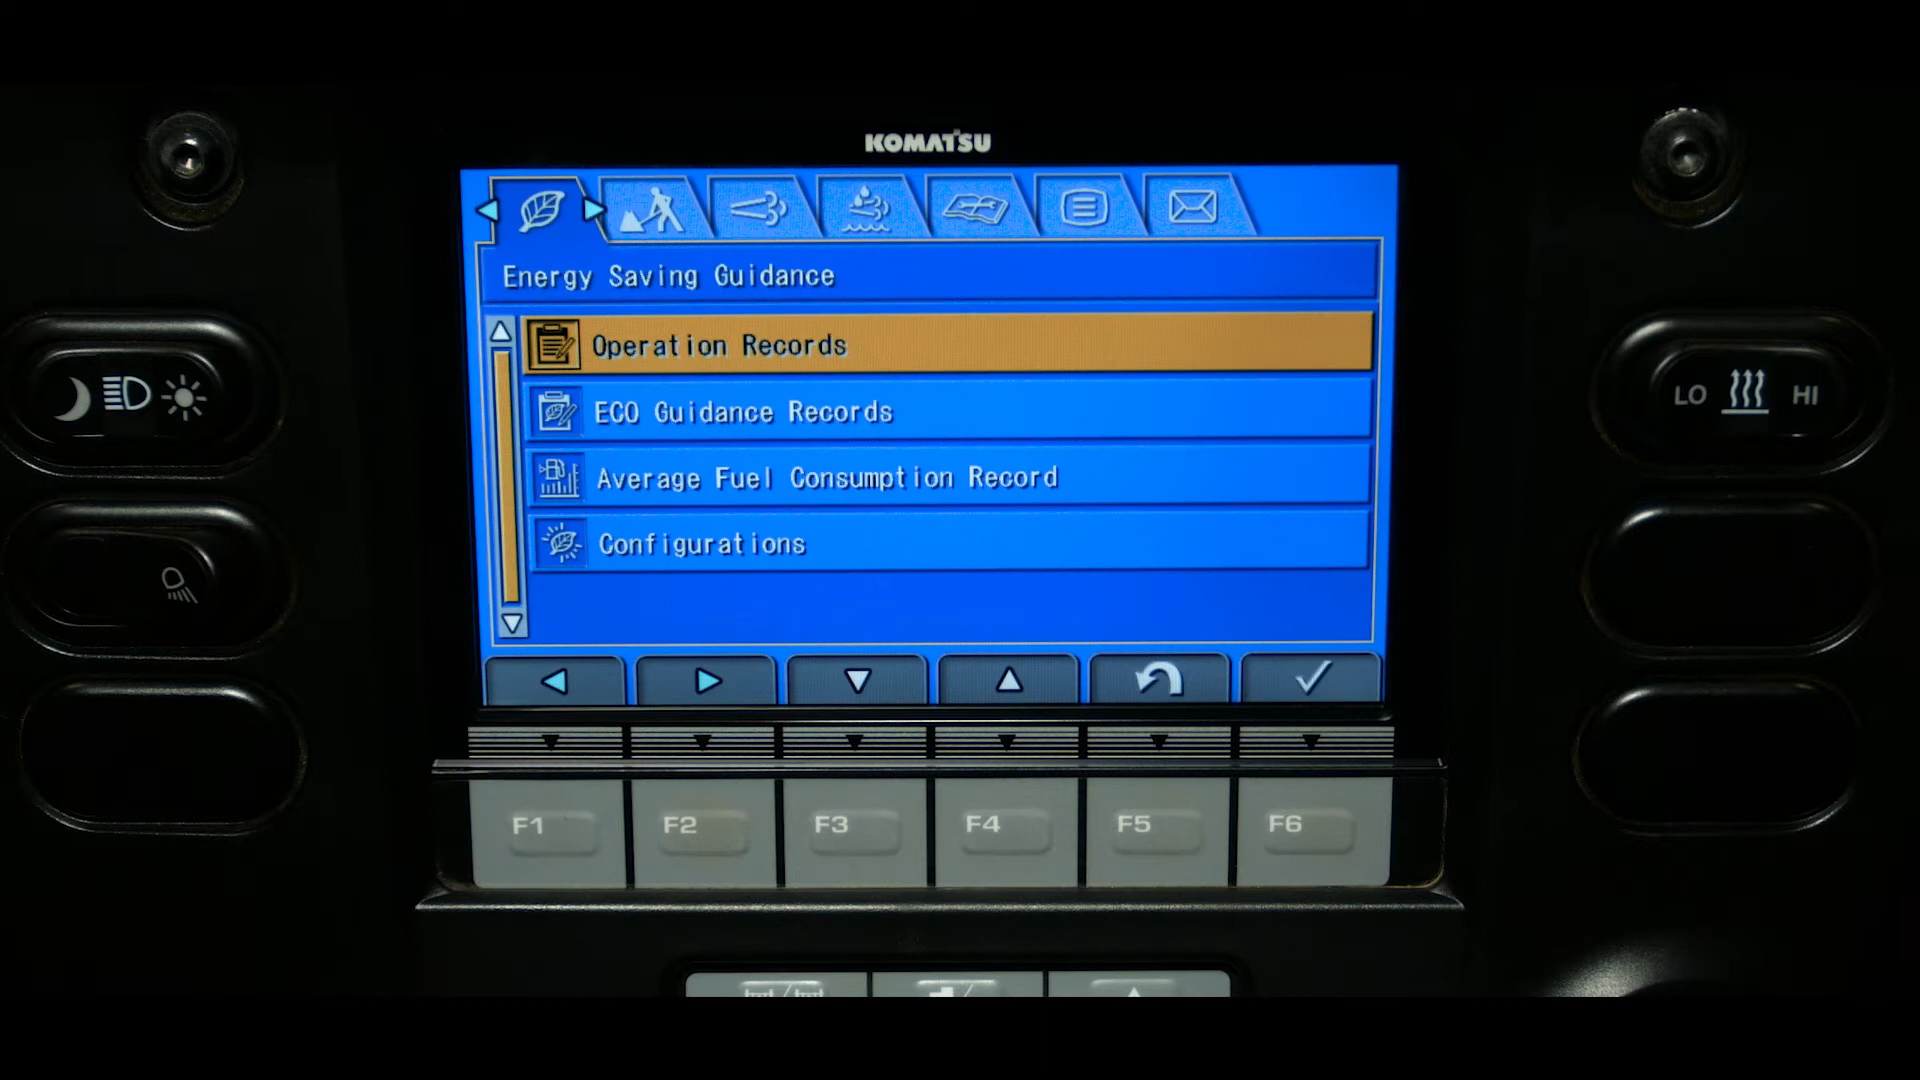 KOMATSU
Energy Saving Guidance
Operation Records
ECO Guidance Records
Average Fuel Consumption Record
Configurations
LO HI
F1 F2 F3 F4 F5 F6